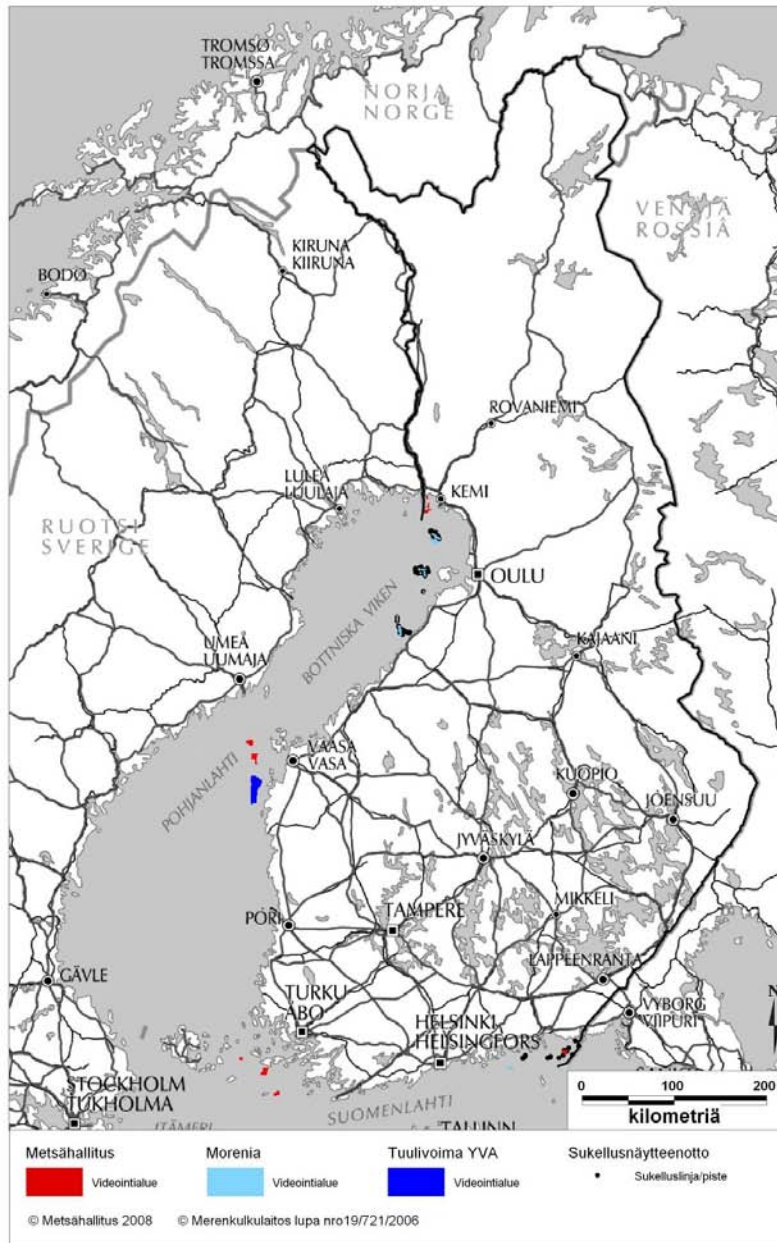 TROMSØ
TROMSSA
NORJA
NORGE
VENÄJÄ
ROSSIÄ
KIRUNA
KIIRUNA
BODØ
ROVANIEMI
LULEÅ
LUULAJA
KEMI
RUOTSI
SVERIGE
OULU
BOTTNISKA VIKEN
UMEÅ
UUMAJA
KAJAANI
VAASA
VASA
POHJANLAHTI
KUOPIO
JOENSUU
JYVÄSKYLÄ
MIKKELI
TAMPERE
PORI
LAPPEENRANTA
GÄVLE
TURKU
ÅBO
HELSINKI
HELSINGFORS
VYBORG
VIIPURI
N
STOCKHOLM
TUKHOLMA
SUOMENLAHTI
ITÄMERI
TALLINN
0 100 200
kilometriä
Metsähallitus Morenia Tuulivoima YVA Sukellusnäytteenotto
Videointialue Videointialue Videointialue Sukelluslinja/piste
© Metsähallitus 2008 © Merenkulkulaitos lupa nro19/721/2006